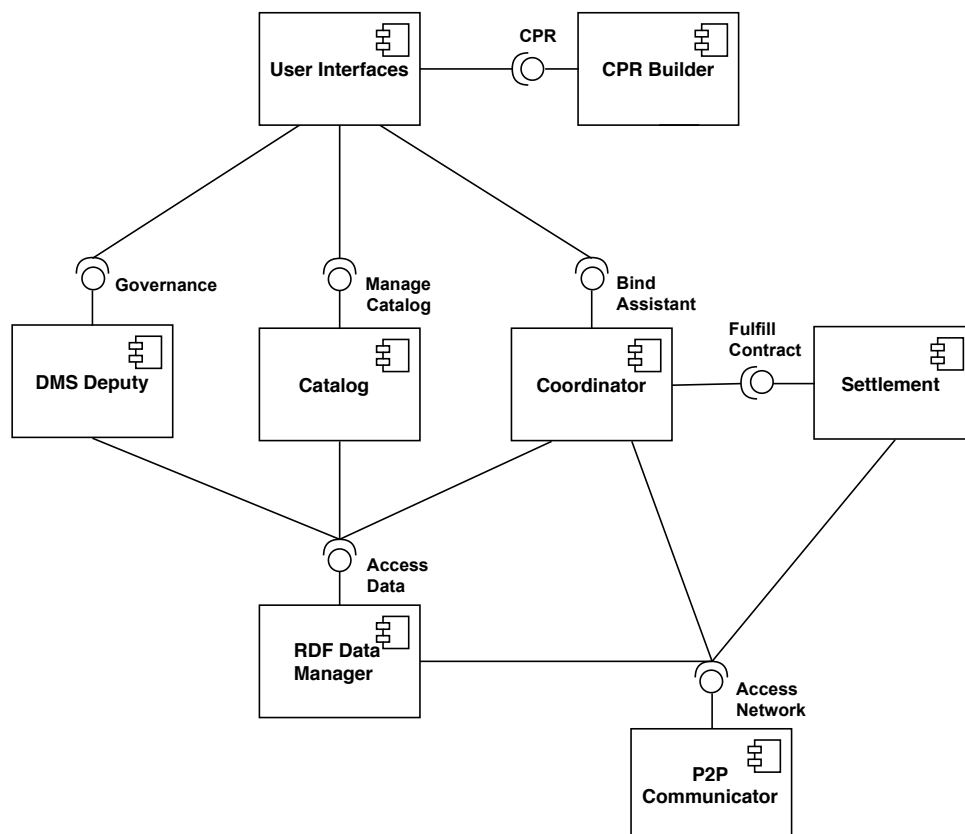 CPR
User Interfaces
CPR Builder
Governance
Manage
Catalog
Bind
Assistant
Fulfill
Contract
DMS Deputy
Catalog
Coordinator
Settlement
Access
Data
RDF Data
Manager
Access
Network
P2P
Communicator